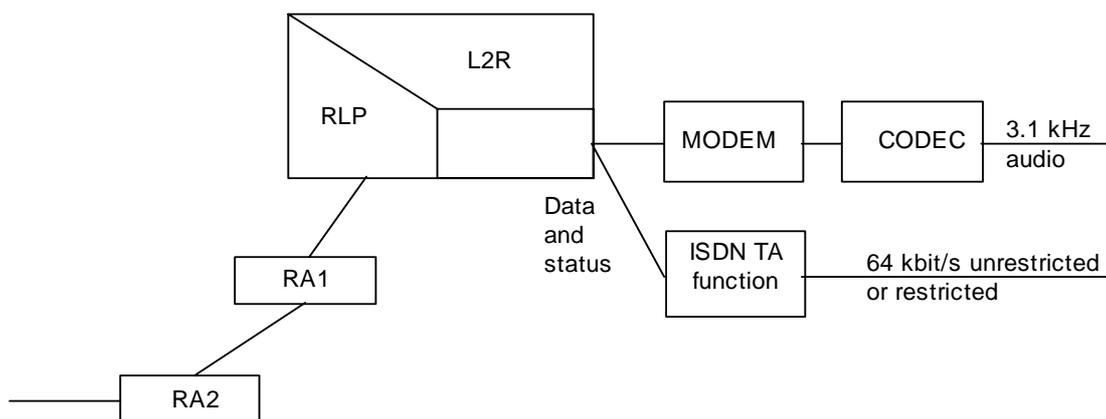 L2R
RLP
MODEM
CODEC
3.1 kHz
audio
Data
and
status
ISDN TA
function
64 kbit/s unrestricted
or restricted
RA1
RA2